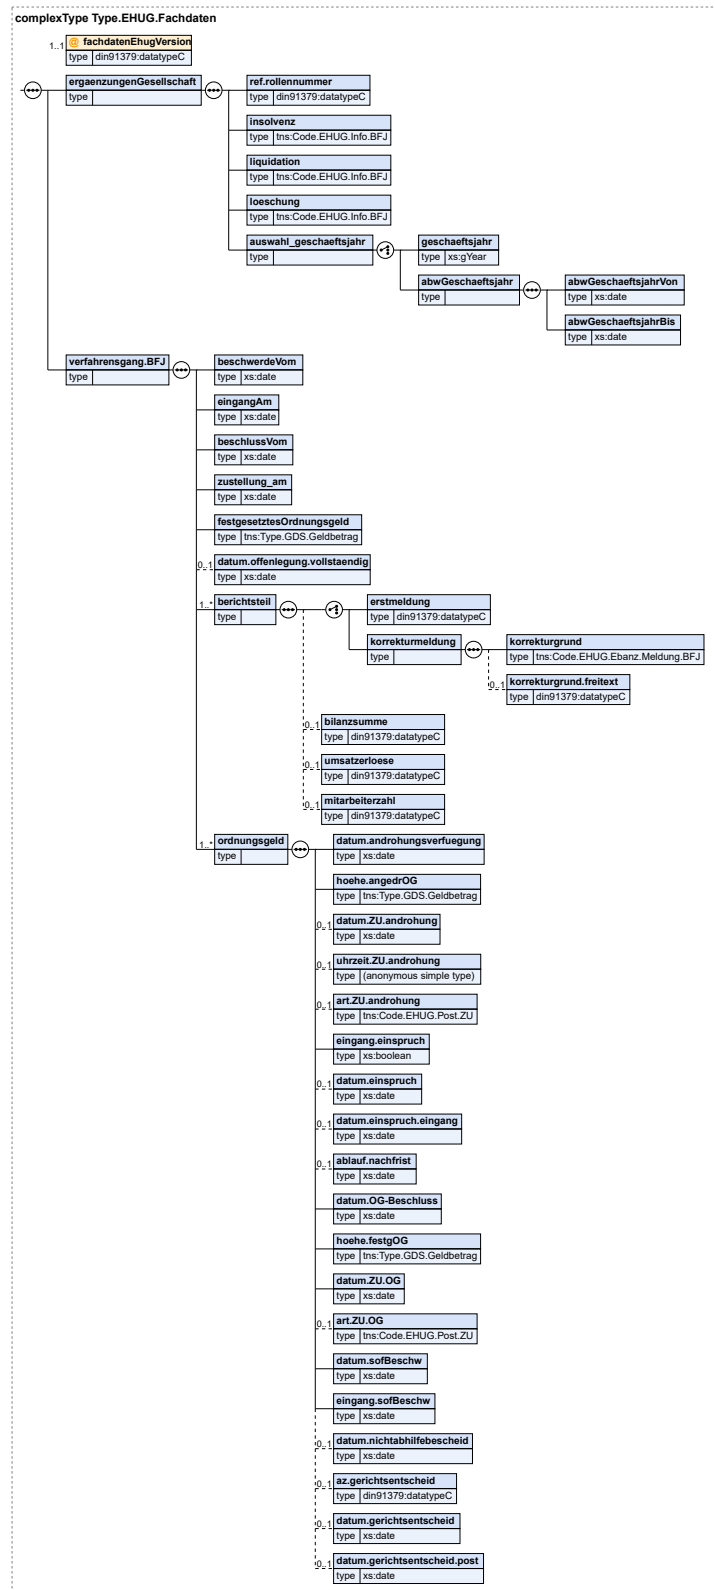 complexType Type.EHUG.Fachdaten
1..1 @ fachdatenEhugVersion
type din91379:datatypeC
ergaenzungenGesellschaft
type
ref.rollennummer
type din91379:datatypeC
insolvenz
type tns:Code.EHUG.Info.BFJ
liquidation
type tns:Code.EHUG.Info.BFJ
loeschung
type tns:Code.EHUG.Info.BFJ
auswahl_geschaeftsjahr
type
geschaeftsjahr
type xs:gYear
abwGeschaeftsjahr
type
abwGeschaeftsjahrVon
type xs:date
abwGeschaeftsjahrBis
type xs:date
verfahrensgang.BFJ
type
beschwerdeVom
type xs:date
eingangAm
type xs:date
beschlussVom
type xs:date
zustellung_am
type xs:date
festgesetztesOrdnungsgeld
type tns:Type.GDS.Geldbetrag
0..1 datum.offenlegung.vollstaendig
type xs:date
1..* berichtsteil
type
erstmeldung
type din91379:datatypeC
korrekturmeldung
type
korrekturgrund
type tns:Code.EHUG.Ebanz.Meldung.BFJ
0..1 korrekturgrund.freitext
type din91379:datatypeC
0..1 bilanzsumme
type din91379:datatypeC
0..1 umsatzerloese
type din91379:datatypeC
0..1 mitarbeiterzahl
type din91379:datatypeC
1..* ordnungsgeld
type
datum.androhungsverfuegung
type xs:date
hoehe.angedrOG
type tns:Type.GDS.Geldbetrag
0..1 datum.ZU.androhung
type xs:date
0..1 uhrzeit.ZU.androhung
type (anonymous simple type)
0..1 art.ZU.androhung
type tns:Code.EHUG.Post.ZU
eingang.einspruch
type xs:boolean
0..1 datum.einspruch
type xs:date
0..1 datum.einspruch.eingang
type xs:date
0..1 ablauf.nachfrist
type xs:date
datum.OG-Beschluss
type xs:date
hoehe.festgOG
type tns:Type.GDS.Geldbetrag
datum.ZU.OG
type xs:date
0..1 art.ZU.OG
type tns:Code.EHUG.Post.ZU
datum.sofBeschw
type xs:date
eingang.sofBeschw
type xs:date
0..1 datum.nichtabhilfebescheid
type xs:date
0..1 az.gerichtsentscheid
type din91379:datatypeC
0..1 datum.gerichtsentscheid
type xs:date
0..1 datum.gerichtsentscheid.post
type xs:date